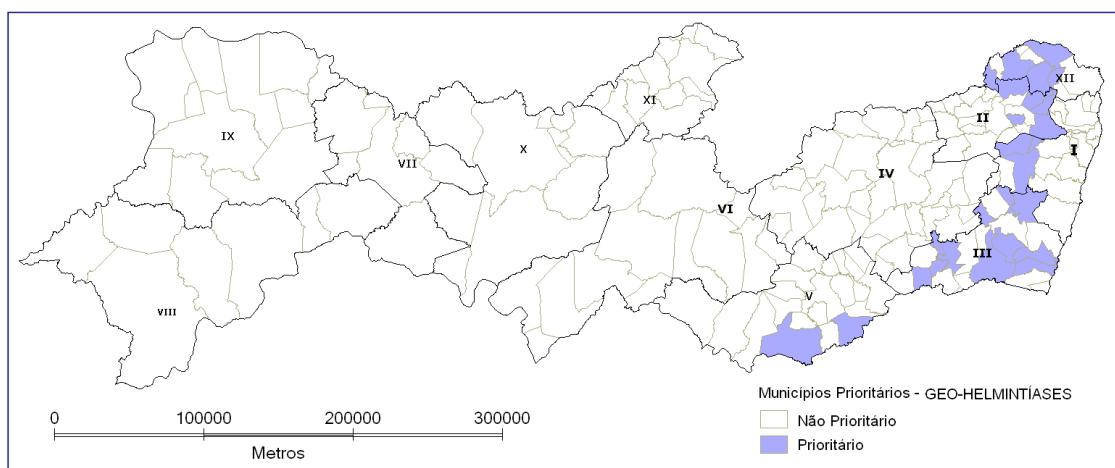 XII
XI
II
IX
X
I
VII
IV
VI
III
V
VIII
Municípios Prioritários - GEO-HELMINTÍASES
0 100000 200000 300000
Não Prioritário
Prioritário
Metros